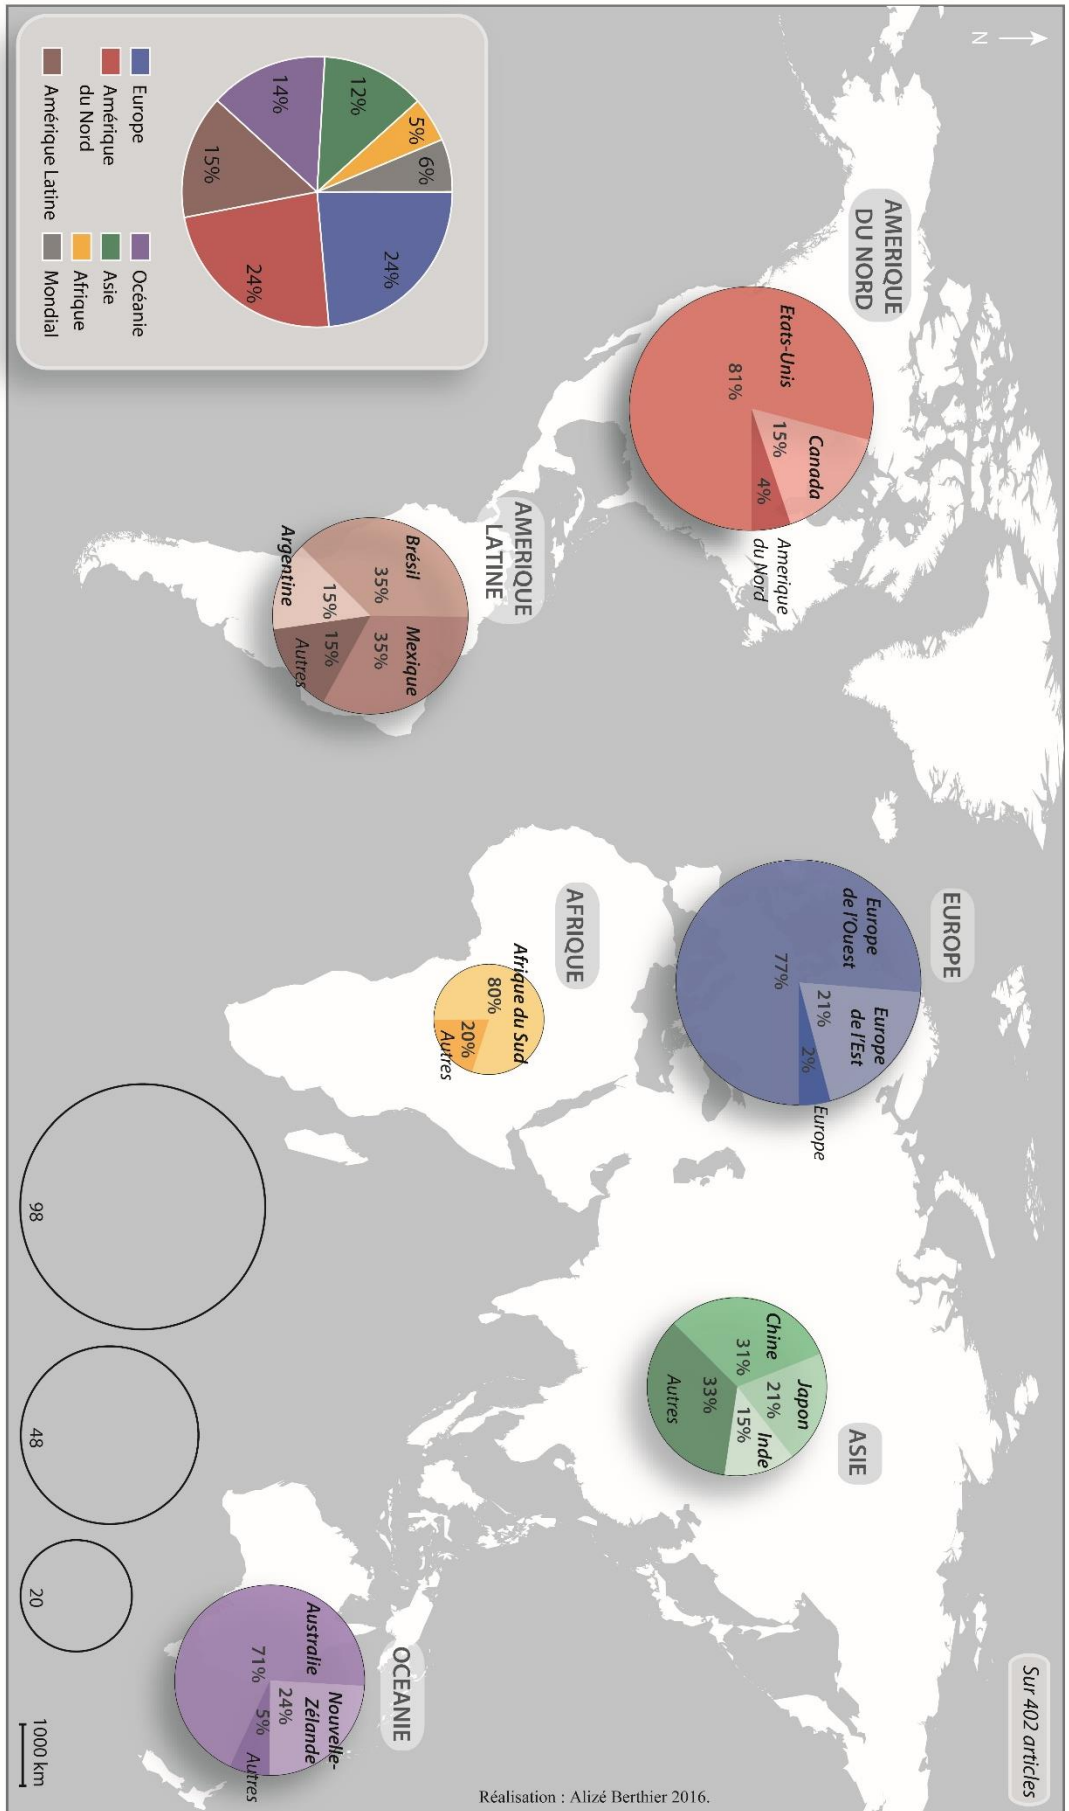 N
Sur 402 articles
AMERIQUE
DU NORD
Etats-Unis
81%
Canada
15%
4%
Amerique
du Nord
EUROPE
Europe
de l'Ouest
77%
Europe
de l'Est
21%
2%
Europe
ASIE
Chine
31%
Japon
21%
Inde
15%
33%
Autres
AMERIQUE
LATINE
Brésil
35%
Mexique
35%
Argentine
15%
15%
Autres
AFRIQUE
Afrique du Sud
80%
20%
Autres
OCEANIE
Australie
71%
Nouvelle-
Zélande
24%
5%
Autres
24%
24%
15%
14%
12%
5%
6%
Europe
Amérique
du Nord
Amérique Latine
Océanie
Asie
Afrique
Mondial
98
48
20
1000 km
Réalisation : Alizé Berthier 2016.